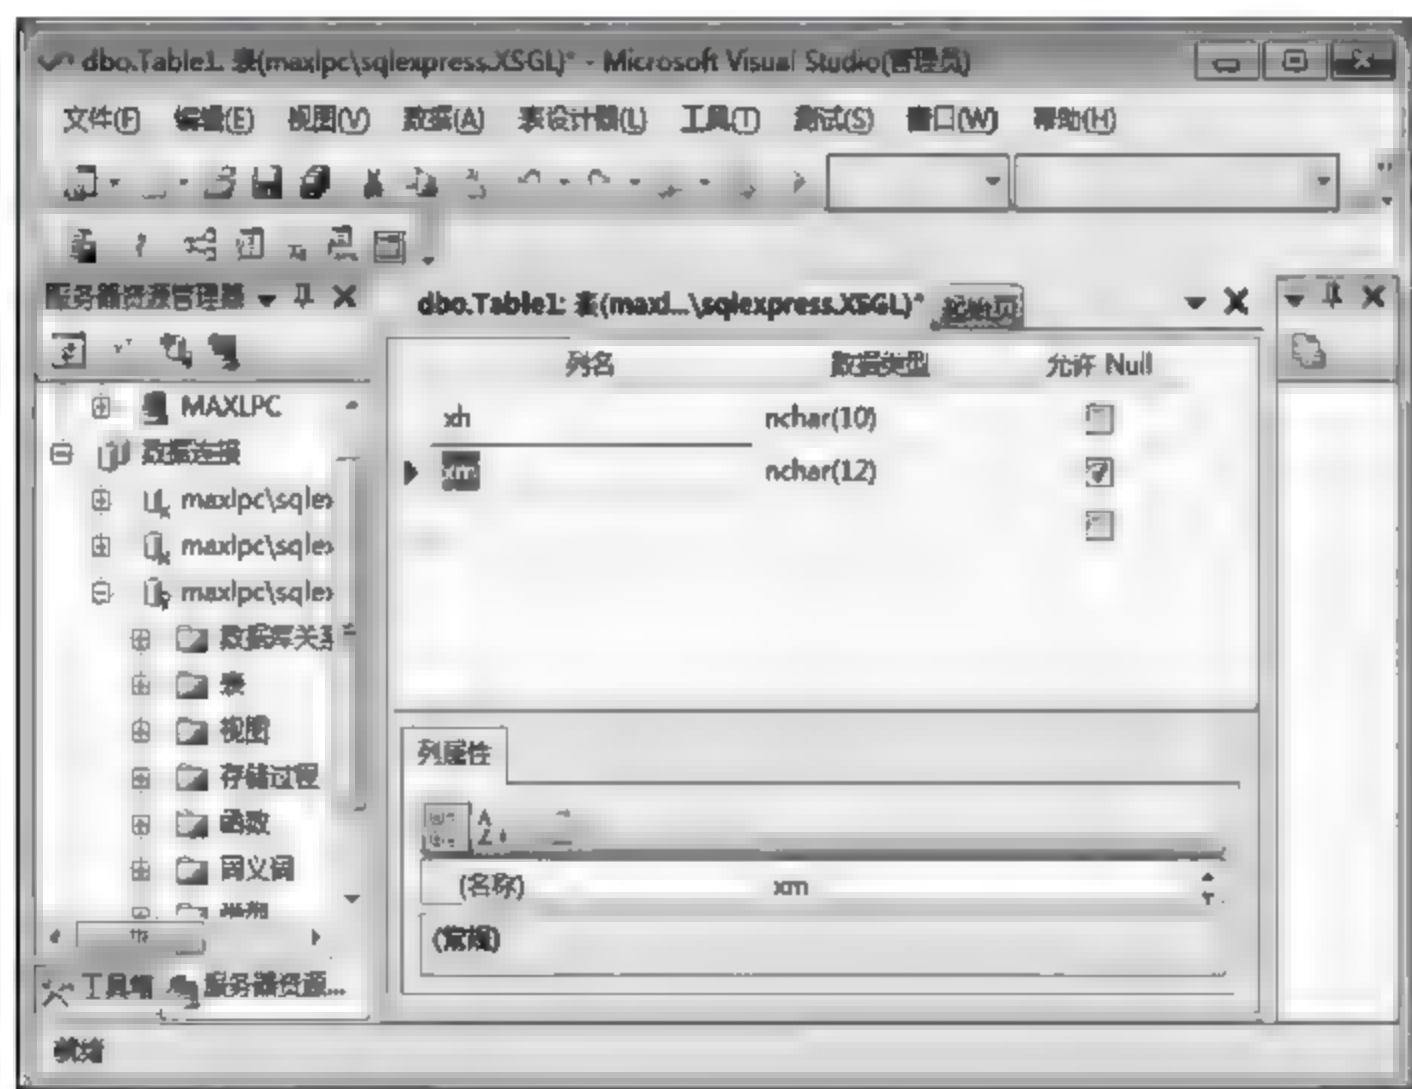 dbo.Table1: 表(maxlpc\sqlexpress.XSGL)* - Microsoft Visual Studio(管理员)
文件(F) 编辑(E) 视图(V) 数据(A) 表设计器(L) 工具(T) 测试(S) 窗口(W) 帮助(H)
服务器资源管理器
dbo.Table1: 表(maxl...\sqlexpress.XSGL)* 起始页
MAXLPC
数据连接
maxlpc\sqlex
maxlpc\sqlex
maxlpc\sqlex
数据库关系
表
视图
存储过程
函数
同义词
类型
工具箱 服务器资源...
列名 数据类型 允许 Null
xh nchar(10)
xm nchar(12)
列属性
(名称) xm
(常规)
就绪